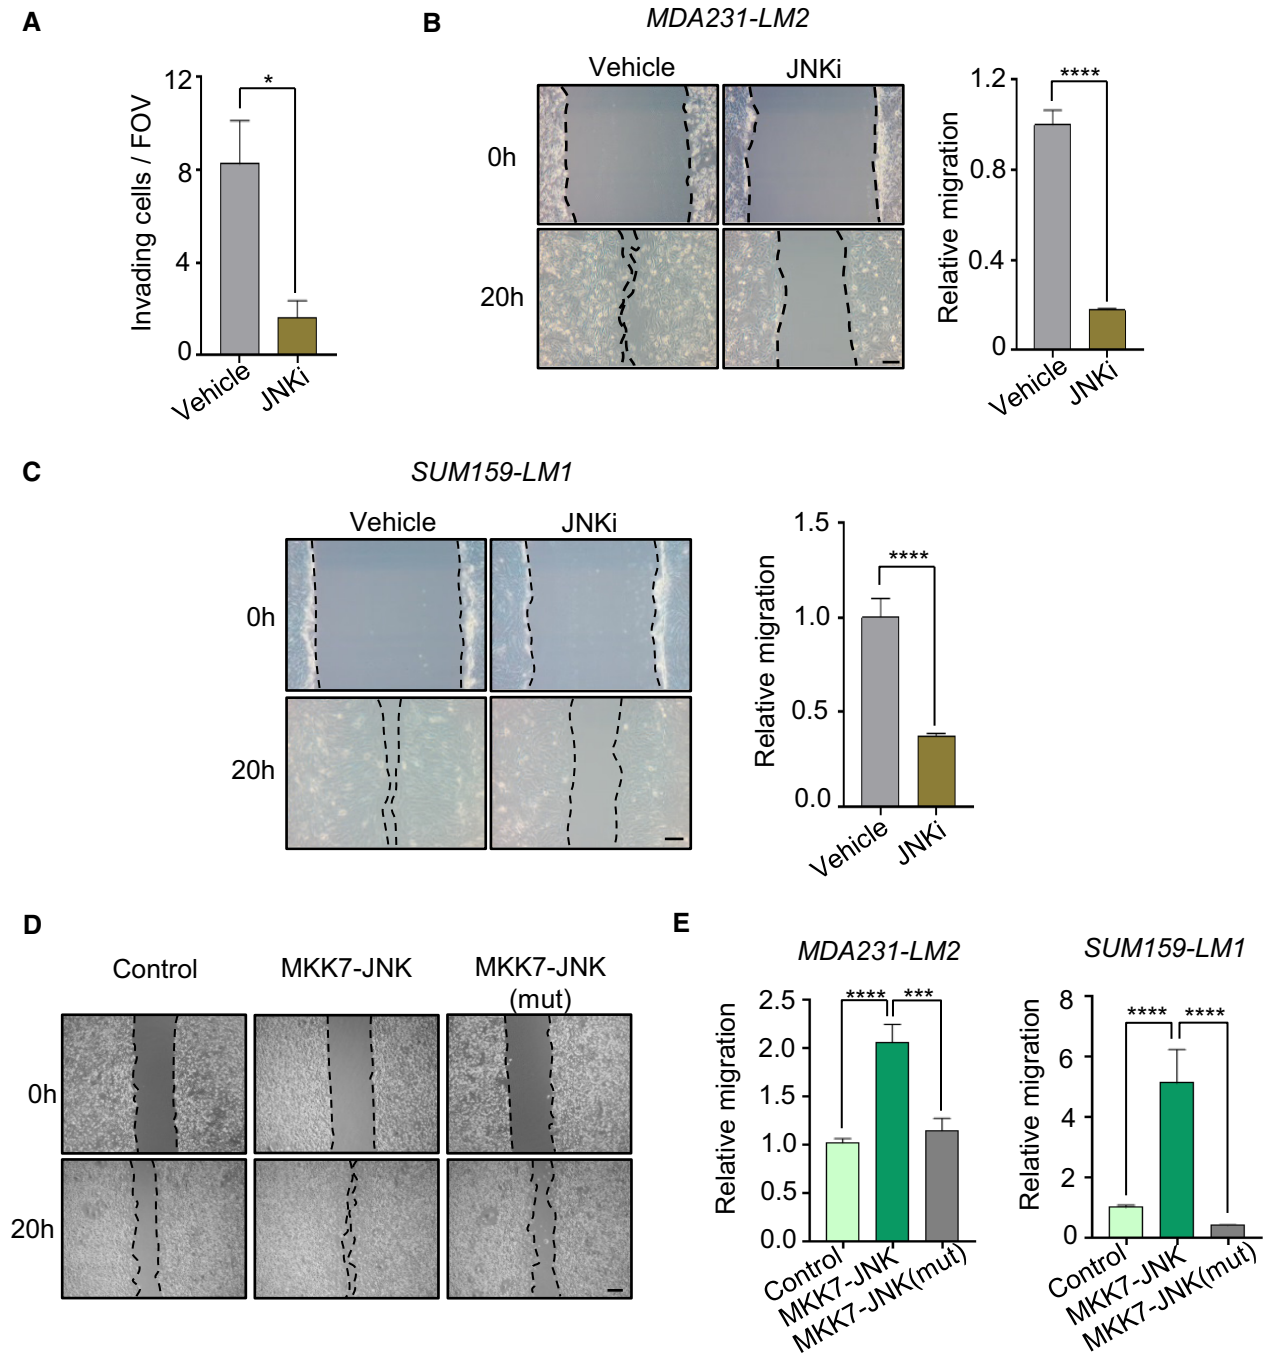 A
Invading cells / FOV
12
8
4
0
*
Vehicle
JNKi
B
MDA231-LM2
Vehicle
JNKi
0h
20h
Relative migration
1.2
0.8
0.4
0
****
Vehicle
JNKi
C
SUM159-LM1
Vehicle
JNKi
0h
20h
Relative migration
1.5
1.0
0.5
0.0
****
Vehicle
JNKi
D
Control
MKK7-JNK
MKK7-JNK
(mut)
0h
20h
E
MDA231-LM2
Relative migration
2.5
2.0
1.5
1.0
0.5
0.0
****
***
Control
MKK7-JNK
MKK7-JNK(mut)
SUM159-LM1
Relative migration
8
6
4
2
0
****
****
Control
MKK7-JNK
MKK7-JNK(mut)